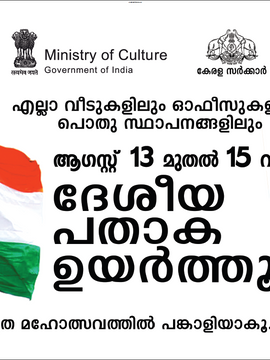 Ministry of Culture
Government of India
കേരള സർക്കാർ
എല്ലാ വീടുകളിലും ഓഫീസുകളി
പൊതു സ്ഥാപനങ്ങളിലും
ആഗസ്റ്റ് 13 മുതൽ 15
ദേശീയ
പതാക
ഉയർത്തൂ
മഹോത്സവത്തിൽ പങ്കാളിയാകൂ